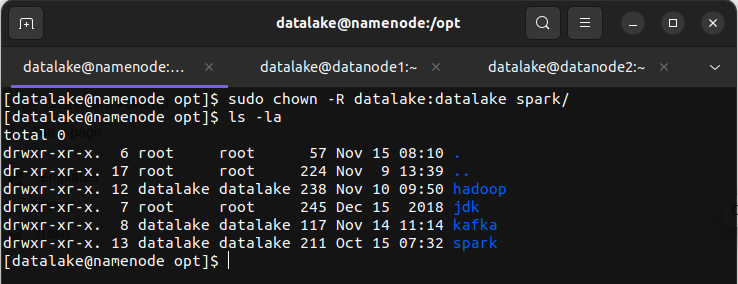 datalake@namenode:/opt
datalake@namenode:... datalake@datanode1:~ datalake@datanode2:~
[datalake@namenode opt]$ sudo chown -R datalake:datalake spark/
[datalake@namenode opt]$ ls -la
total 0
drwxr-xr-x.  6 root     root      57 Nov 15 08:10 .
dr-xr-xr-x. 17 root     root     224 Nov  9 13:39 ..
drwxr-xr-x. 12 datalake datalake 238 Nov 10 09:50 hadoop
drwxr-xr-x.  7 root     root     245 Dec 15  2018 jdk
drwxr-xr-x.  8 datalake datalake 117 Nov 14 11:14 kafka
drwxr-xr-x. 13 datalake datalake 211 Oct 15 07:32 spark
[datalake@namenode opt]$